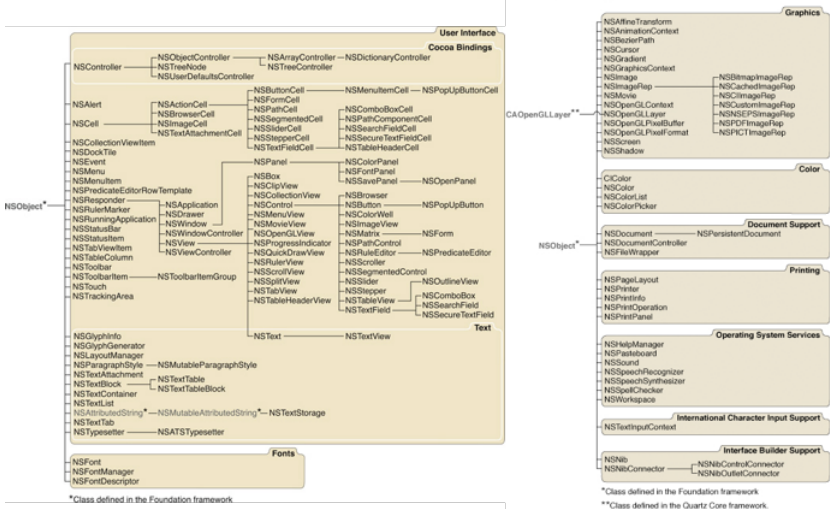 User Interface
Cocoa Bindings
NSController
NSObjectController
NSArrayController
NSDictionaryController
NSTreeNode
NSTreeController
NSUserDefaultsController
NSAlert
NSCell
NSActionCell
NSBrowserCell
NSImageCell
NSTextAttachmentCell
NSButtonCell
NSMenuItemCell
NSPopUpButtonCell
NSFormCell
NSPathCell
NSSegmentedCell
NSSliderCell
NSStepperCell
NSTextFieldCell
NSComboBoxCell
NSPathComponentCell
NSSearchFieldCell
NSSecureTextFieldCell
NSTableHeaderCell
NSCollectionViewItem
NSDockTile
NSEvent
NSMenu
NSMenuItem
NSPredicateEditorRowTemplate
NSObject*
NSResponder
NSRulerMarker
NSRunningApplication
NSStatusBar
NSStatusItem
NSTabViewItem
NSTableColumn
NSToolbar
NSToolbarItem
NSToolbarItemGroup
NSTouch
NSTrackingArea
NSApplication
NSDrawer
NSWindow
NSWindowController
NSView
NSViewController
NSPanel
NSColorPanel
NSFontPanel
NSSavePanel
NSOpenPanel
NSBox
NSClipView
NSCollectionView
NSControl
NSMenuView
NSMovieView
NSOpenGLView
NSProgressIndicator
NSQuickDrawView
NSRulerView
NSScrollView
NSSplitView
NSTabView
NSTableHeaderView
NSBrowser
NSButton
NSPopUpButton
NSColorWell
NSImageView
NSMatrix
NSForm
NSPathControl
NSRuleEditor
NSPredicateEditor
NSScroller
NSSegmentedControl
NSSlider
NSStepper
NSTableView
NSOutlineView
NSTextField
NSComboBox
NSSearchField
NSSecureTextField
NSText
NSTextView
Text
NSGlyphInfo
NSGlyphGenerator
NSLayoutManager
NSParagraphStyle
NSMutableParagraphStyle
NSTextAttachment
NSTextBlock
NSTextTable
NSTextTableBlock
NSTextContainer
NSTextList
NSAttributedString*
NSMutableAttributedString*
NSTextStorage
NSTextTab
NSTypesetter
NSATSTypesetter
Fonts
NSFont
NSFontManager
NSFontDescriptor
*Class defined in the Foundation framework
Graphics
NSAffineTransform
NSAnimationContext
NSBezierPath
NSCursor
NSGradient
NSGraphicsContext
NSImage
NSImageRep
NSMovie
NSOpenGLContext
CAOpenGLLayer**
NSOpenGLLayer
NSOpenGLPixelBuffer
NSOpenGLPixelFormat
NSScreen
NSShadow
NSBitmapImageRep
NSCachedImageRep
NSCIImageRep
NSCustomImageRep
NSNSEPSImageRep
NSPDFImageRep
NSPICTImageRep
Color
CIColor
NSColor
NSColorList
NSColorPicker
Document Support
NSObject*
NSDocument
NSPersistentDocument
NSDocumentController
NSFileWrapper
Printing
NSPageLayout
NSPrinter
NSPrintInfo
NSPrintOperation
NSPrintPanel
Operating System Services
NSHelpManager
NSPasteboard
NSSound
NSSpeechRecognizer
NSSpeechSynthesizer
NSSpellChecker
NSWorkspace
International Character Input Support
NSTextInputContext
Interface Builder Support
NSNib
NSNibConnector
NSNibControlConnector
NSNibOutletConnector
*Class defined in the Foundation framework
**Class defined in the Quartz Core framework.